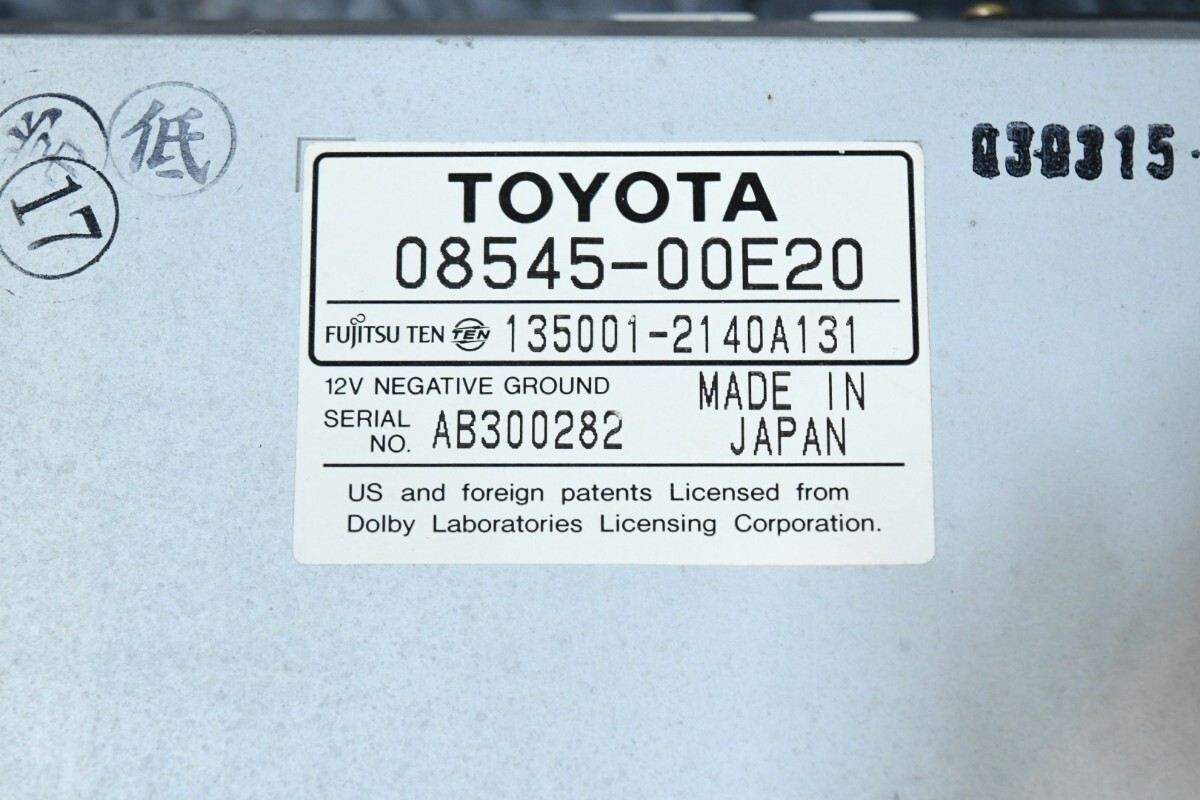 低
17
030315
TOYOTA
08545-00E20
FUJITSU TEN TEN 135001-2140A131
12V NEGATIVE GROUND
SERIAL NO. AB300282
MADE IN JAPAN
US and foreign patents Licensed from
Dolby Laboratories Licensing Corporation.